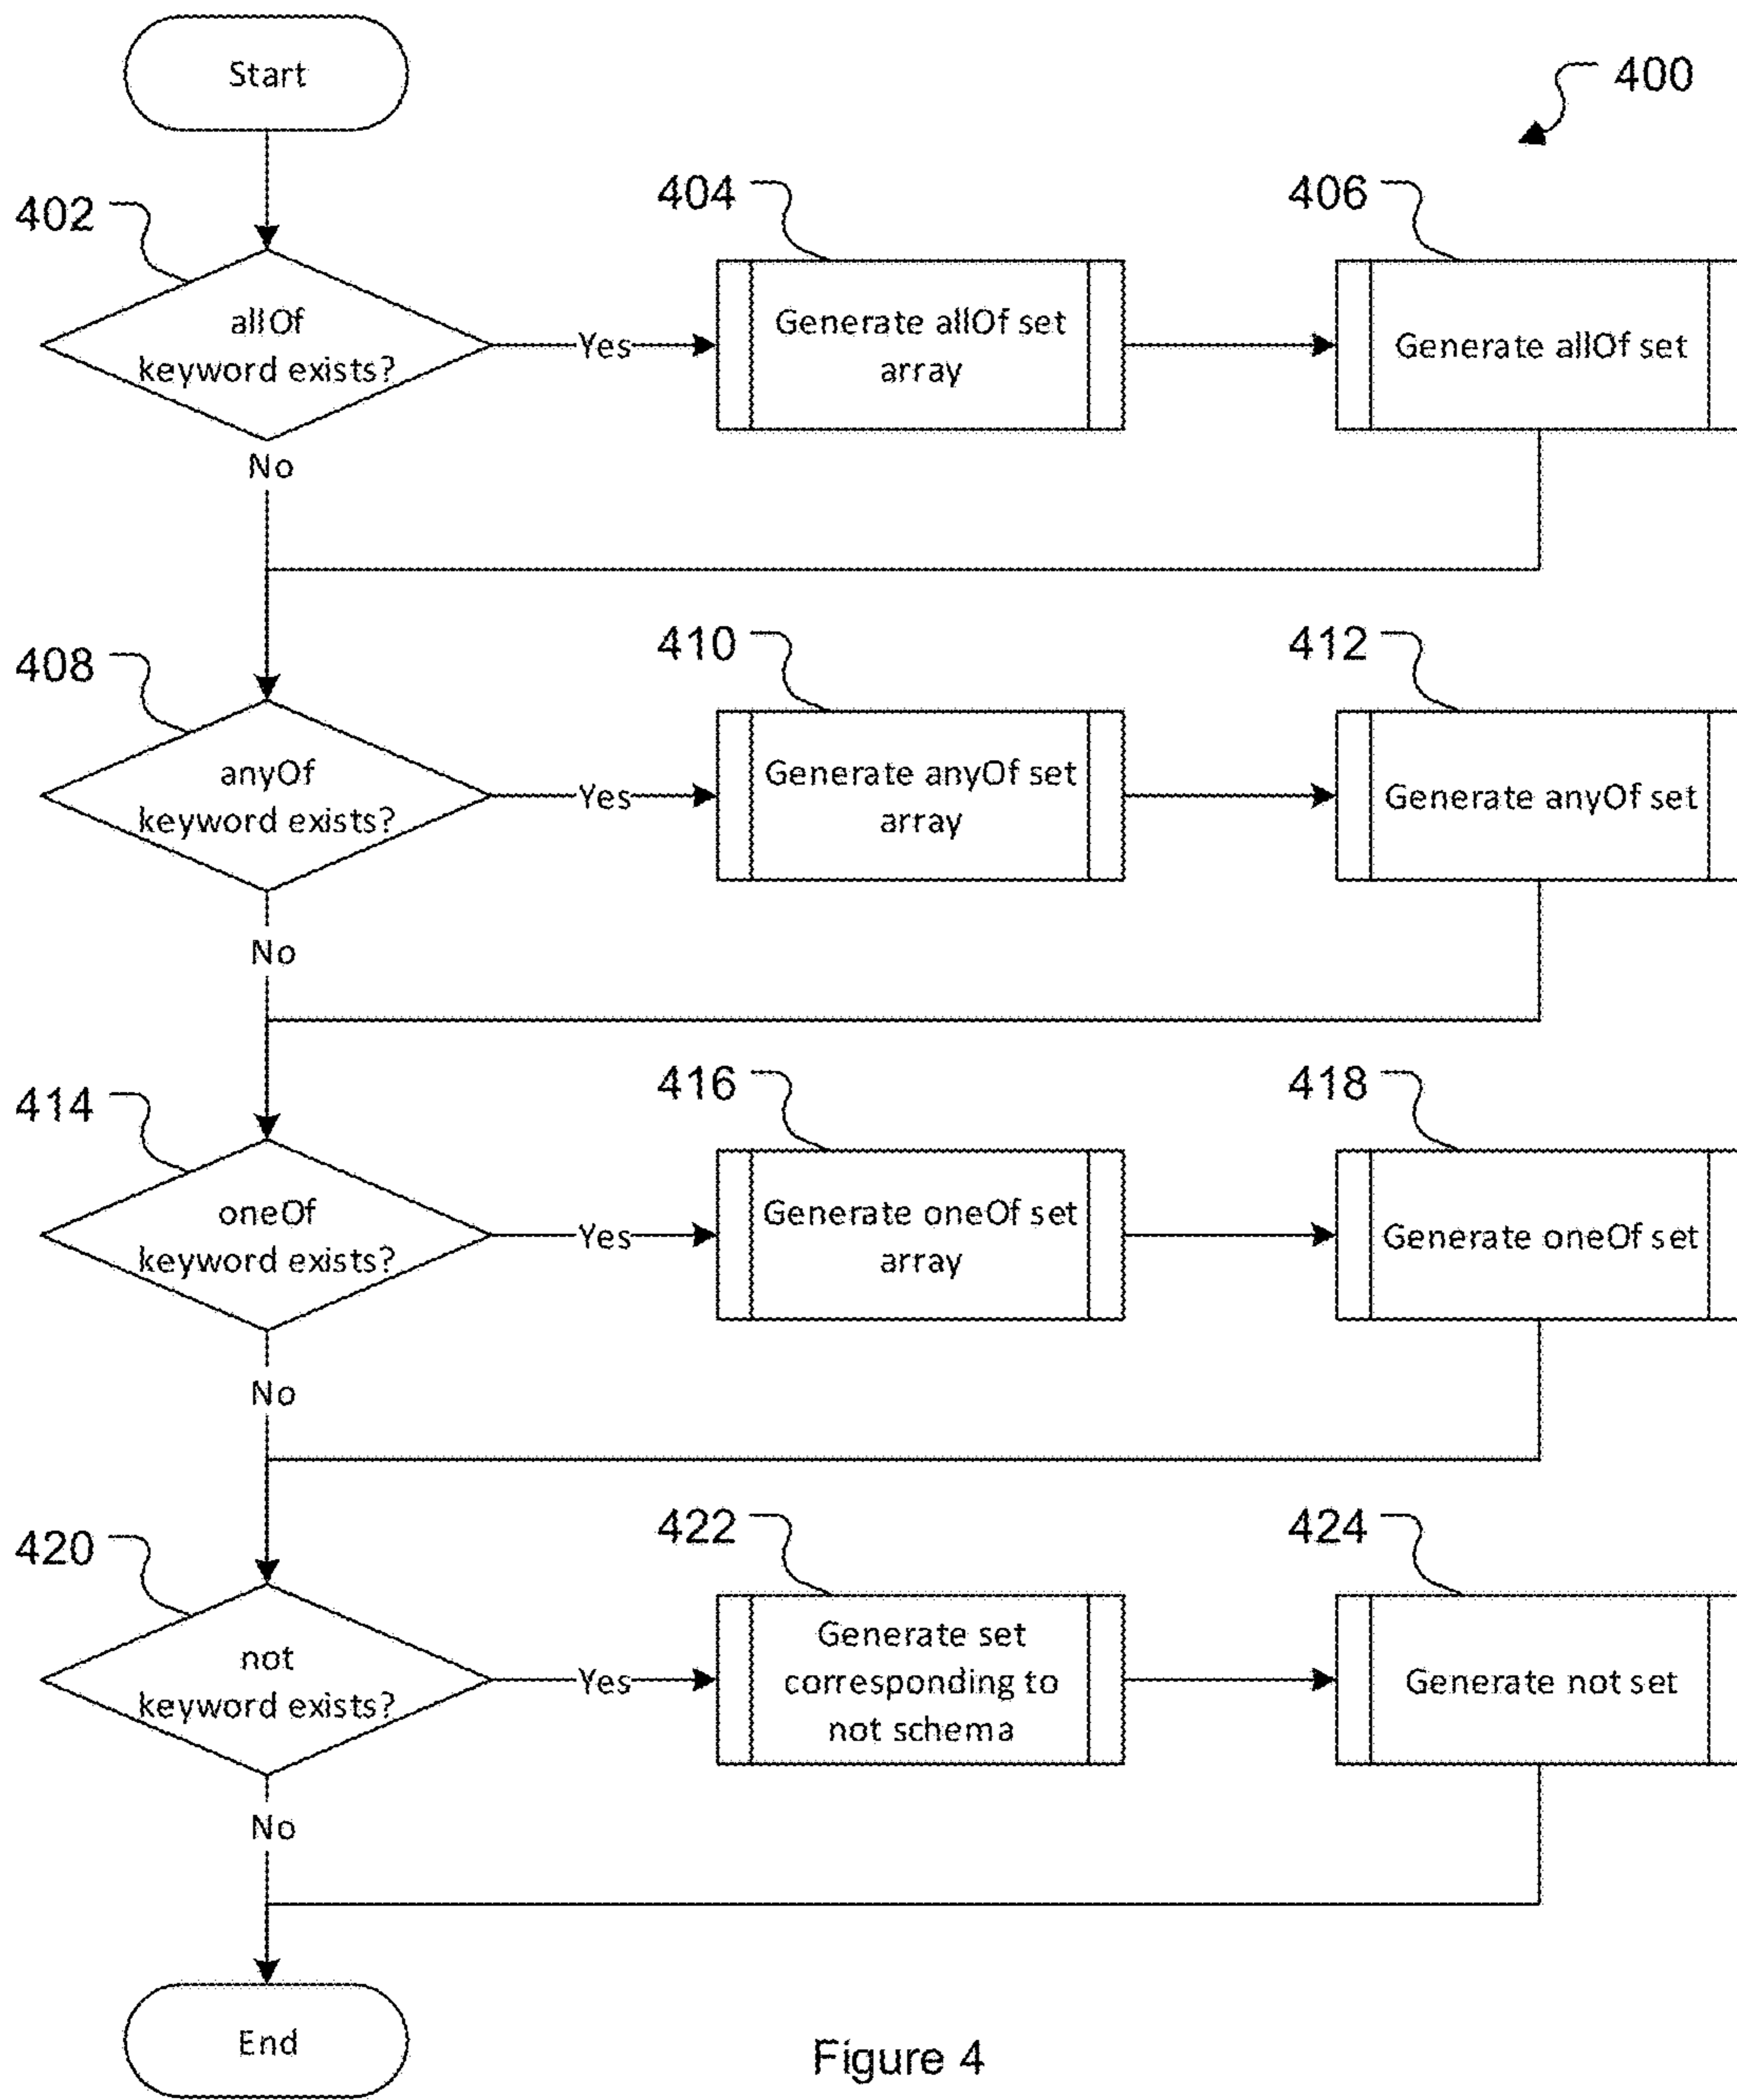 Start
400
402
404
406
allOf
keyword exists?
Yes
Generate allOf set
array
Generate allOf set
No
408
410
412
anyOf
keyword exists?
Yes
Generate anyOf set
array
Generate anyOf set
No
414
416
418
oneOf
keyword exists?
Yes
Generate oneOf set
array
Generate oneOf set
No
420
422
424
not
keyword exists?
Yes
Generate set
corresponding to
not schema
Generate not set
No
End
Figure 4